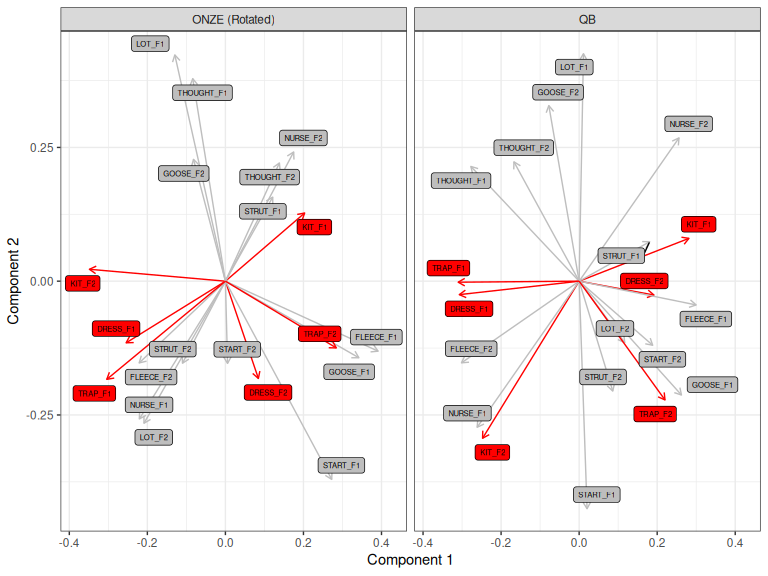 ONZE (Rotated)
QB
LOT_F1
THOUGHT_F1
NURSE_F2
GOOSE_F2
THOUGHT_F2
STRUT_F1
KIT_F1
KIT_F2
DRESS_F1
TRAP_F2
FLEECE_F1
STRUT_F2
START_F2
GOOSE_F1
FLEECE_F2
TRAP_F1
DRESS_F2
NURSE_F1
LOT_F2
START_F1
LOT_F1
GOOSE_F2
NURSE_F2
THOUGHT_F2
THOUGHT_F1
KIT_F1
STRUT_F1
TRAP_F1
DRESS_F2
DRESS_F1
FLEECE_F1
LOT_F2
FLEECE_F2
START_F2
STRUT_F2
GOOSE_F1
NURSE_F1
TRAP_F2
KIT_F2
START_F1
0.25
0.00
-0.25
Component 2
-0.4 -0.2 0.0 0.2 0.4
-0.4 -0.2 0.0 0.2 0.4
Component 1